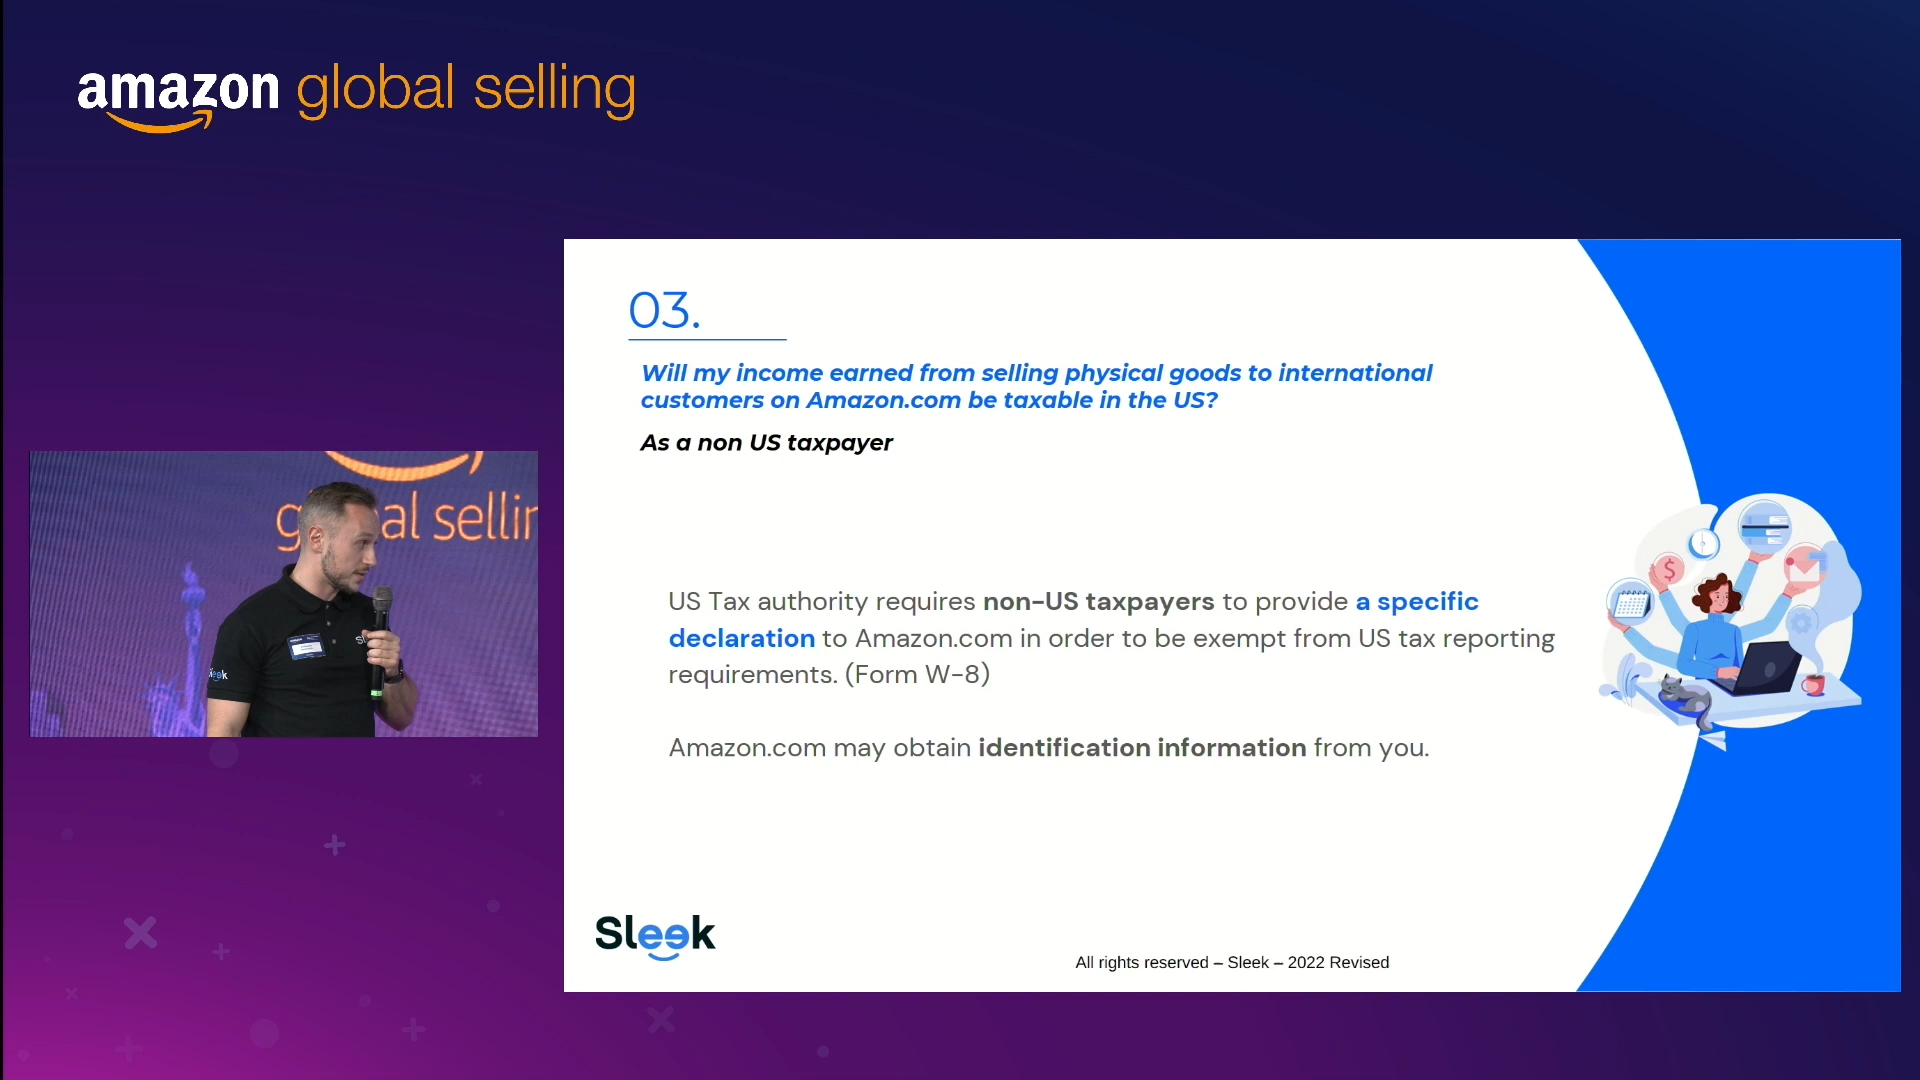 amazon global selling
03.
Will my income earned from selling physical goods to international
customers on Amazon.com be taxable in the US?
As a non US taxpayer
US Tax authority requires non-US taxpayers to provide a specific
declaration to Amazon.com in order to be exempt from US tax reporting
requirements. (Form W-8)
Amazon.com may obtain identification information from you.
Sleek
All rights reserved – Sleek – 2022 Revised